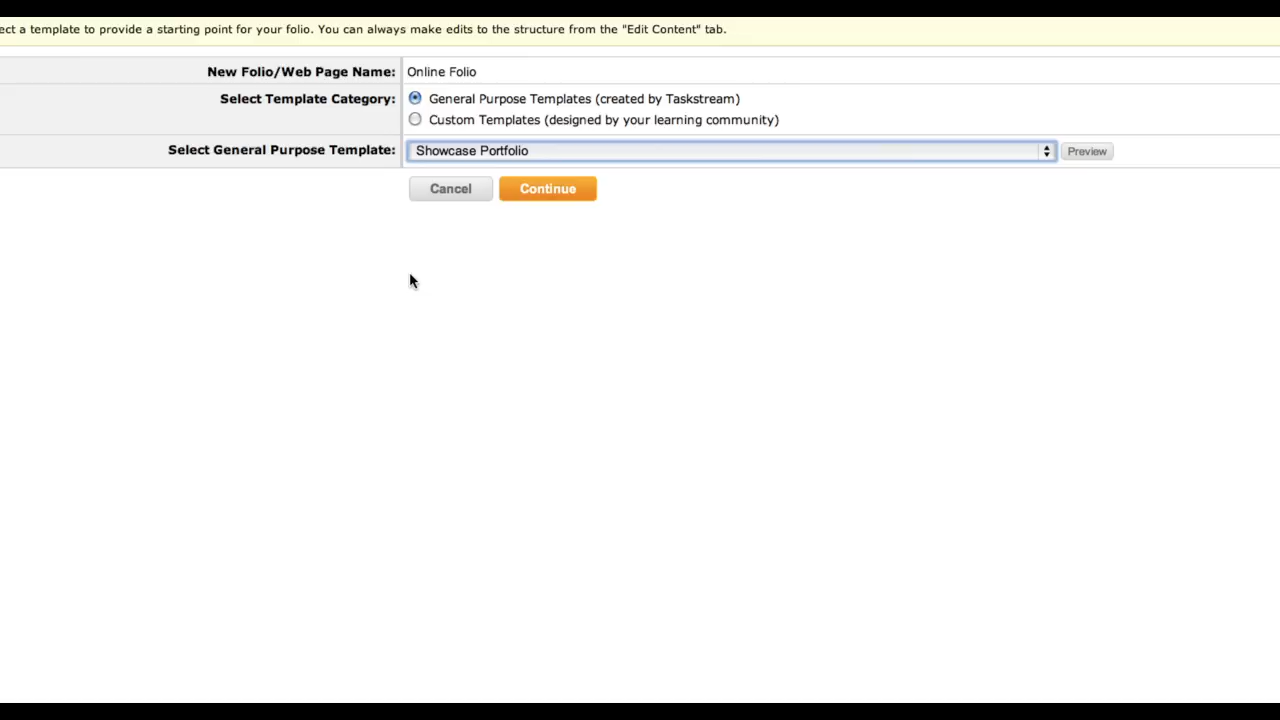 a template to provide a starting point for your folio. You can always make edits to the structure from the "Edit Content" tab.
New Folio/Web Page Name: Online Folio
Select Template Category: General Purpose Templates (created by Taskstream)
Custom Templates (designed by your learning community)
Select General Purpose Template: Showcase Portfolio Preview
Cancel Continue